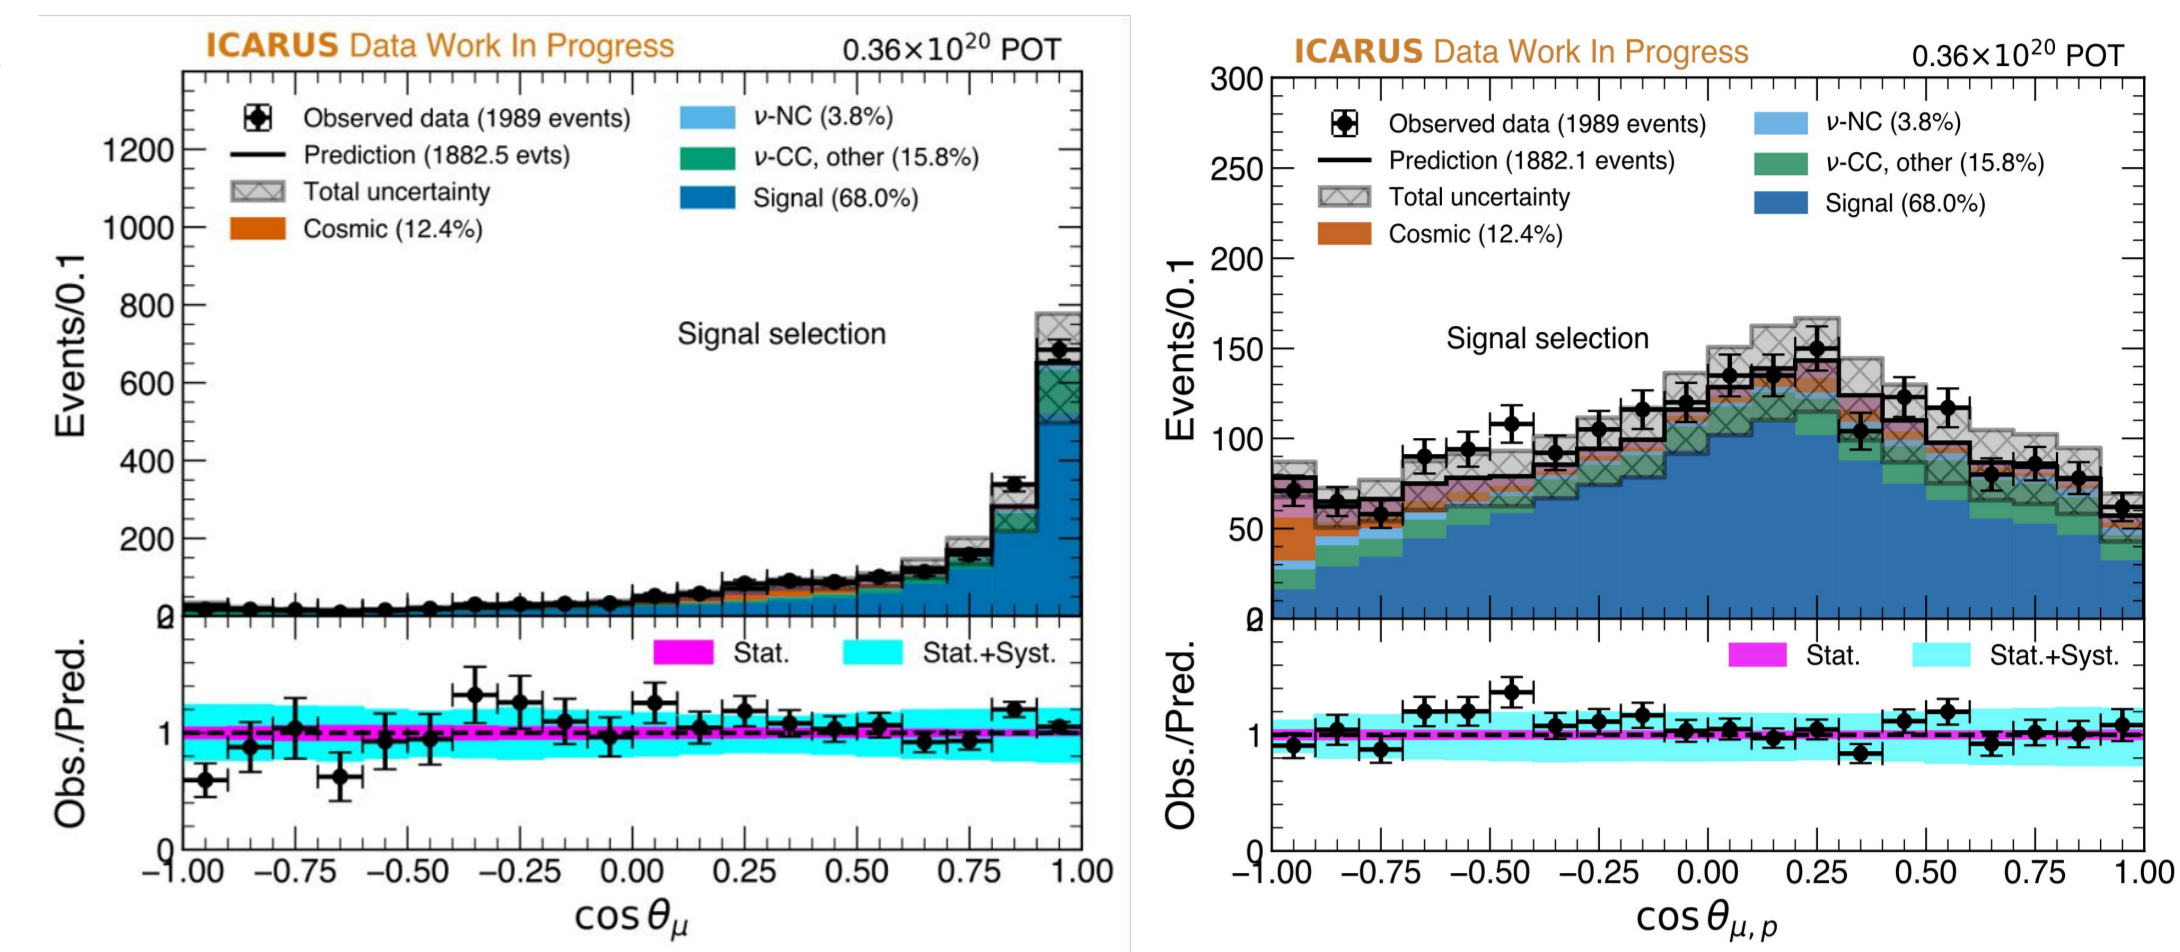 ICARUS Data Work In Progress
0.36×10²⁰ POT
Observed data (1989 events)
Prediction (1882.5 evts)
Total uncertainty
Cosmic (12.4%)
ν-NC (3.8%)
ν-CC, other (15.8%)
Signal (68.0%)
Signal selection
Events/0.1
1200
1000
800
600
400
200
0
Stat.
Stat.+Syst.
Obs./Pred.
2
1
0
−1.00 −0.75 −0.50 −0.25 0.00 0.25 0.50 0.75 1.00
cos θμ
ICARUS Data Work In Progress
0.36×10²⁰ POT
Observed data (1989 events)
Prediction (1882.1 events)
Total uncertainty
Cosmic (12.4%)
ν-NC (3.8%)
ν-CC, other (15.8%)
Signal (68.0%)
Signal selection
Events/0.1
300
250
200
150
100
50
0
Stat.
Stat.+Syst.
Obs./Pred.
2
1
0
−1.00 −0.75 −0.50 −0.25 0.00 0.25 0.50 0.75 1.00
cos θμ, p